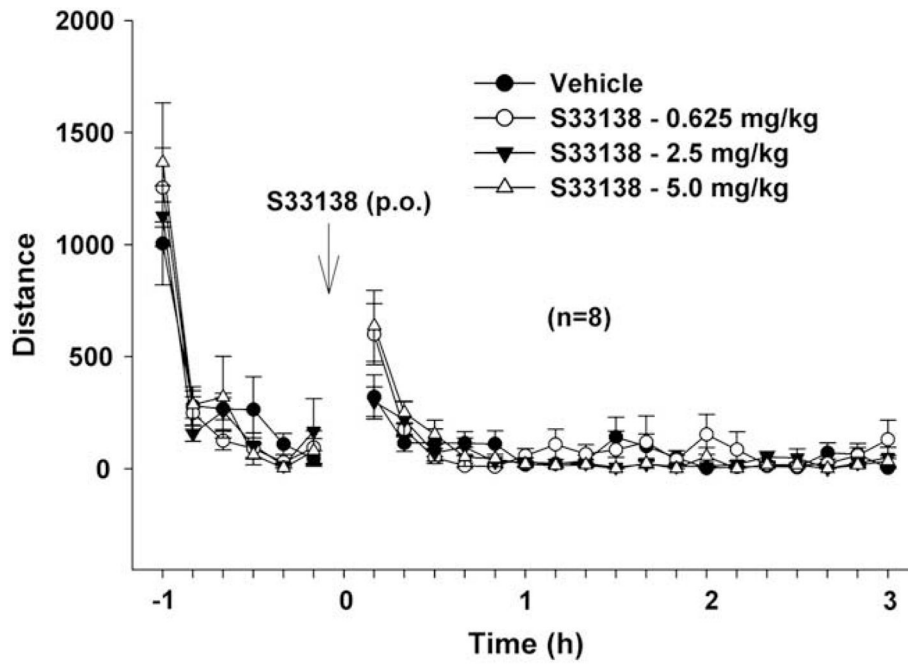 2000
Vehicle
S33138 - 0.625 mg/kg
1500
S33138 - 2.5 mg/kg
S33138 - 5.0 mg/kg
S33138 (p.o.)
1000
Distance
(n=8)
500
0
-1 0 1 2 3
Time (h)